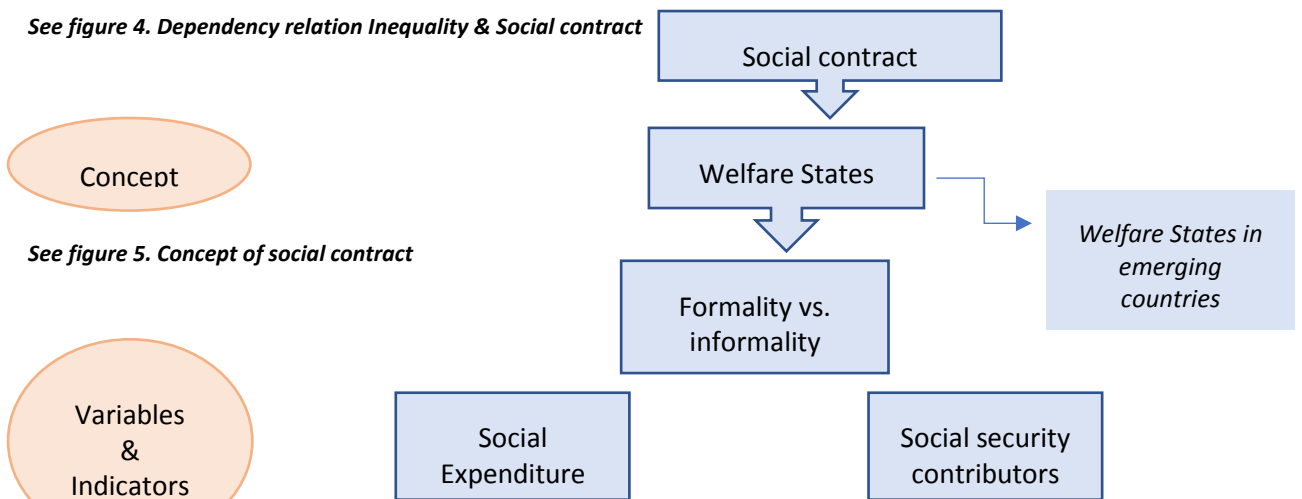 See figure 4. Dependency relation Inequality & Social contract
Social contract
Concept
Welfare States
See figure 5. Concept of social contract
Welfare States in
emerging
countries
Formality vs.
informality
Variables
&
Indicators
Social
Expenditure
Social security
contributors